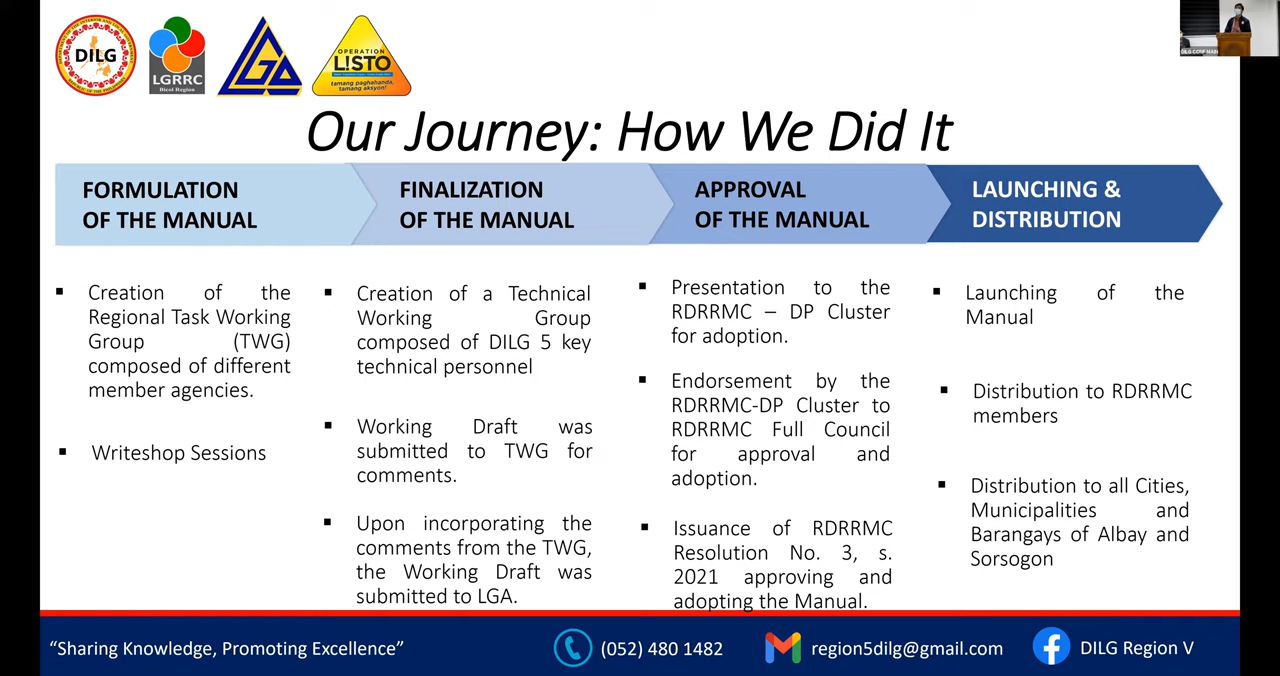 DILG
LGRRC
Bicol Region
LGA
OPERATION
L!STO
tamang paghahanda,
tamang aksyon!
Our Journey: How We Did It
FORMULATION
OF THE MANUAL
▪ Creation of the
Regional Task Working
Group (TWG)
composed of different
member agencies.
▪ Writeshop Sessions
FINALIZATION
OF THE MANUAL
▪ Creation of a Technical
Working Group
composed of DILG 5 key
technical personnel
▪ Working Draft was
submitted to TWG for
comments.
▪ Upon incorporating the
comments from the TWG,
the Working Draft was
submitted to LGA.
APPROVAL
OF THE MANUAL
▪ Presentation to the
RDRRMC – DP Cluster
for adoption.
▪ Endorsement by the
RDRRMC-DP Cluster to
RDRRMC Full Council
for approval and
adoption.
▪ Issuance of RDRRMC
Resolution No. 3, s.
2021 approving and
adopting the Manual.
LAUNCHING &
DISTRIBUTION
▪ Launching of the
Manual
▪ Distribution to RDRRMC
members
▪ Distribution to all Cities,
Municipalities and
Barangays of Albay and
Sorsogon
“Sharing Knowledge, Promoting Excellence”
(052) 480 1482
region5dilg@gmail.com
DILG Region V